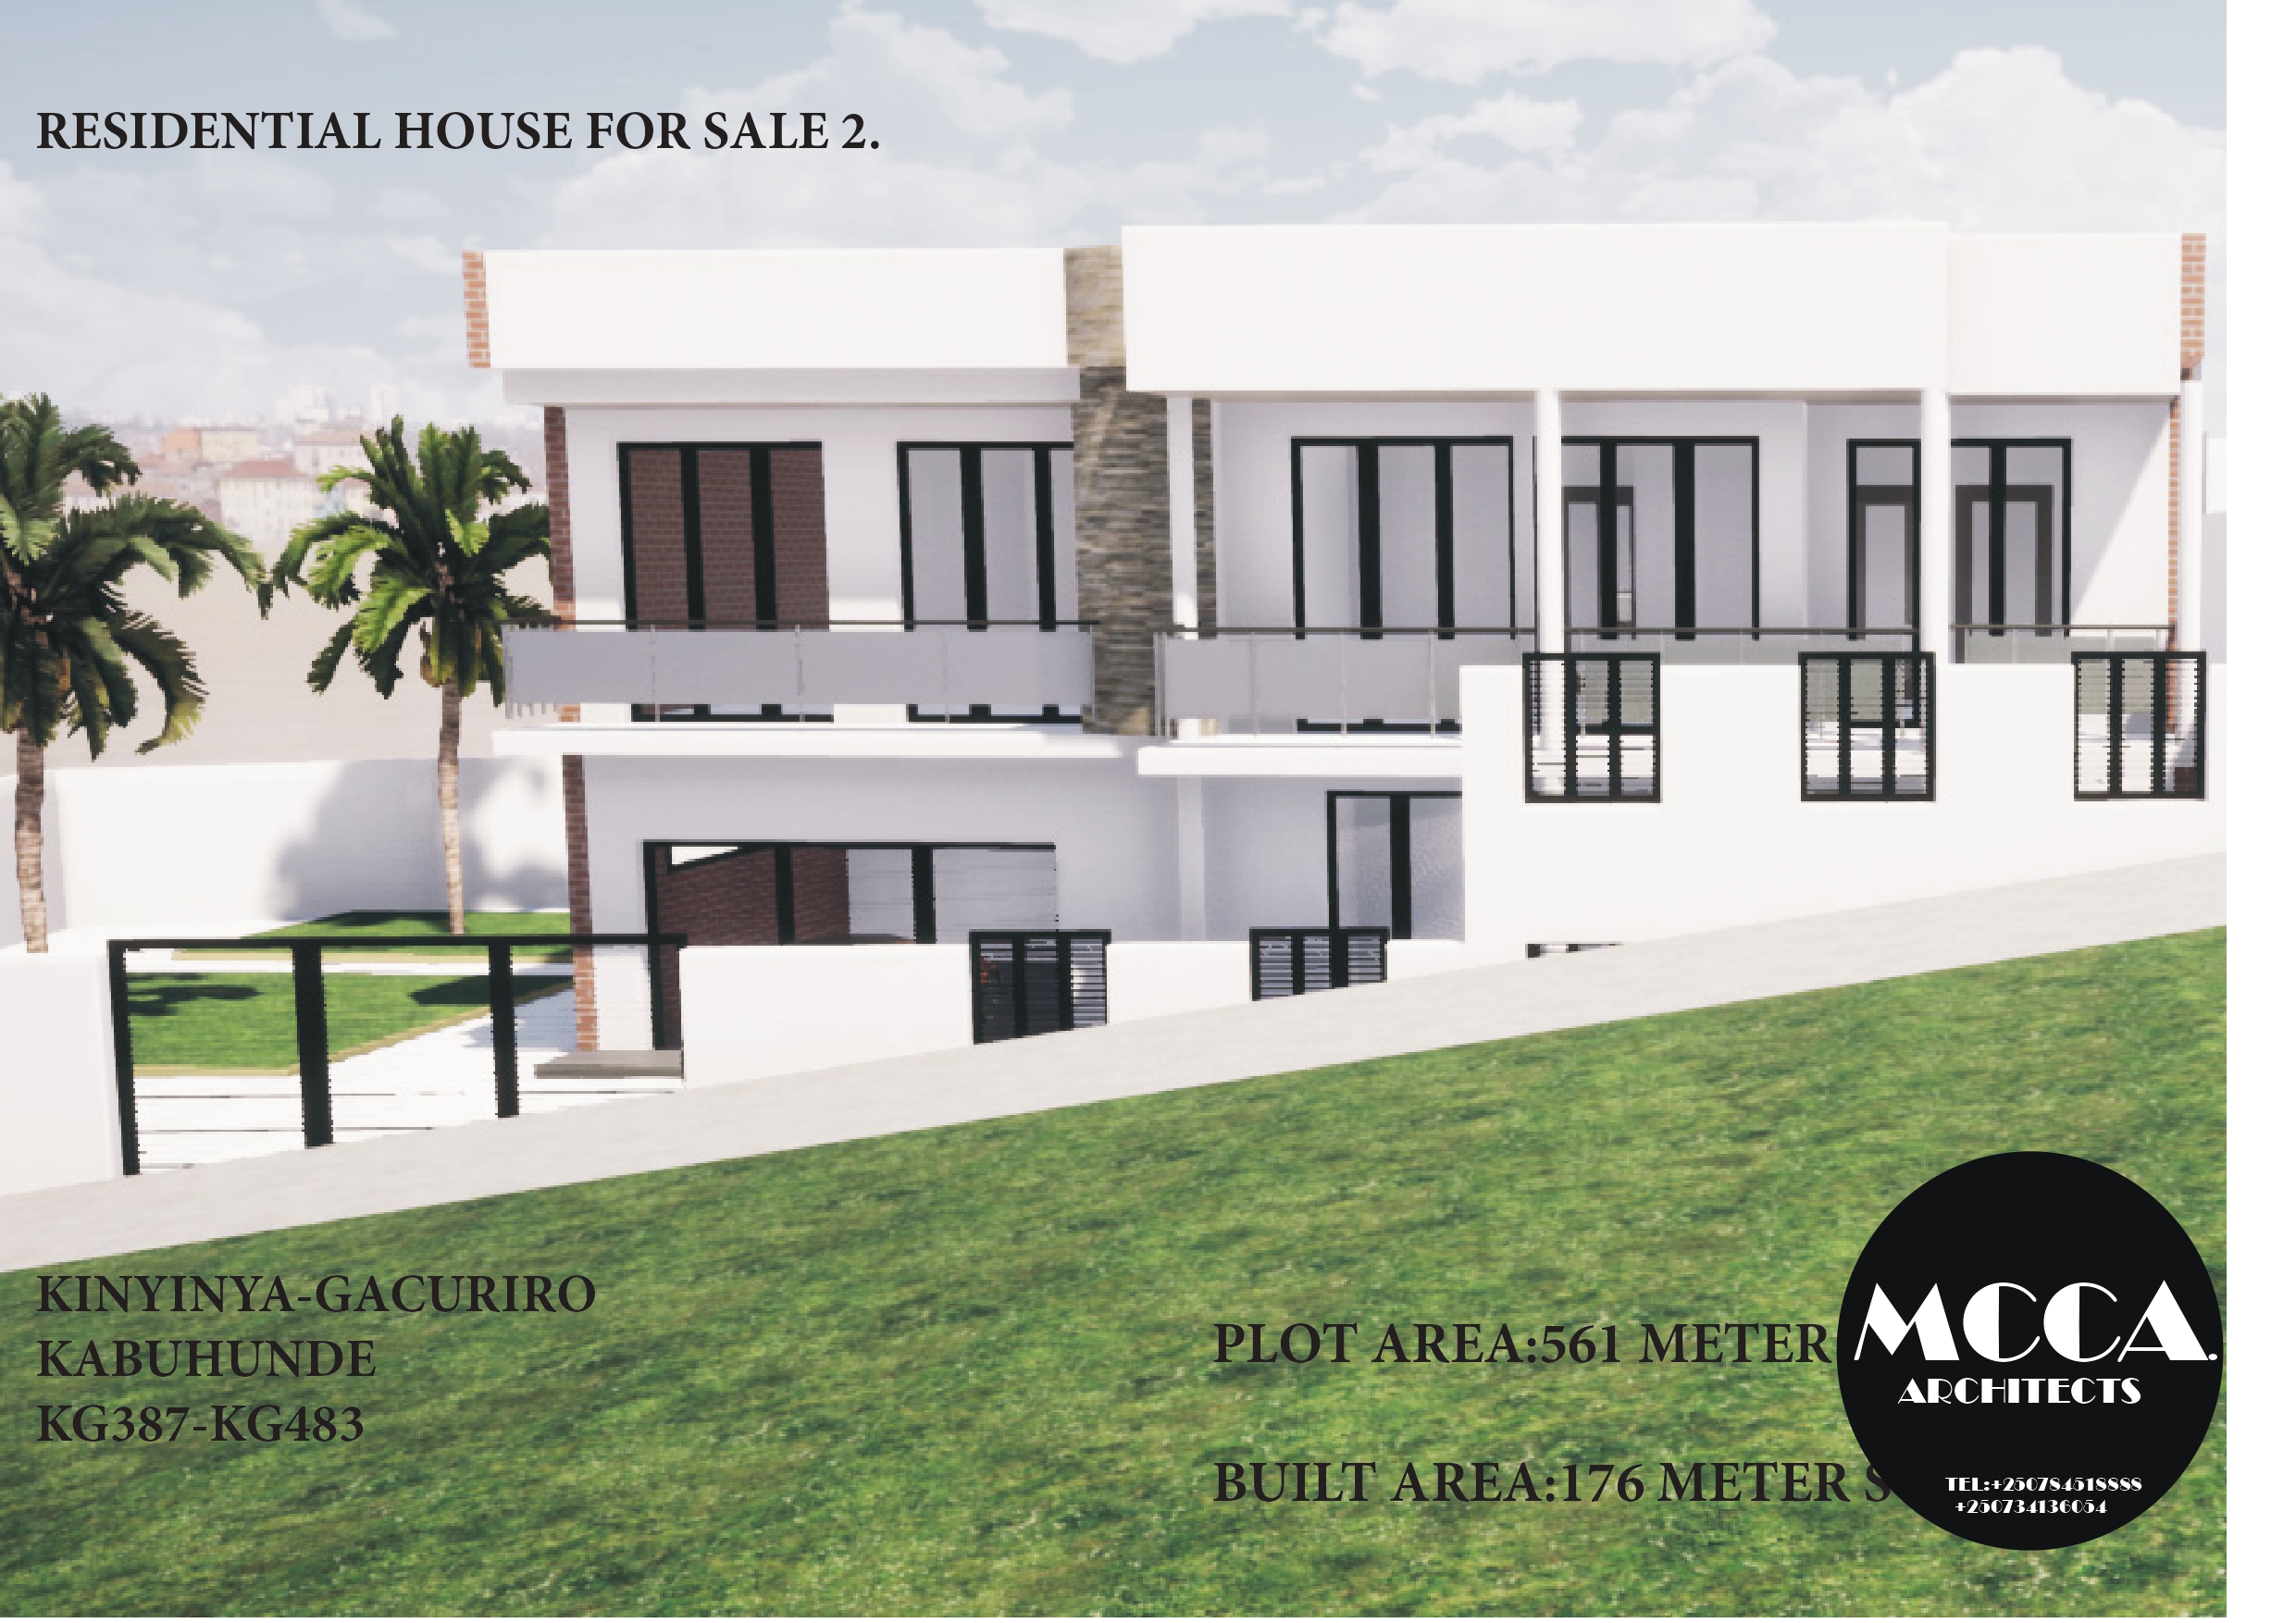 RESIDENTIAL HOUSE FOR SALE 2.
KINYINYA-GACURIRO
KABUHUNDE
KG387-KG483
PLOT AREA:561 METER
BUILT AREA:176 METER S
MCCA.
ARCHITECTS
TEL:+250784518888
+250734136054